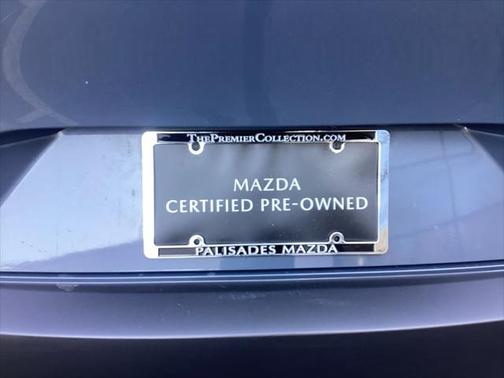 ThePremierCollection.com
MAZDA
CERTIFIED PRE-OWNED
PALISADES MAZDA